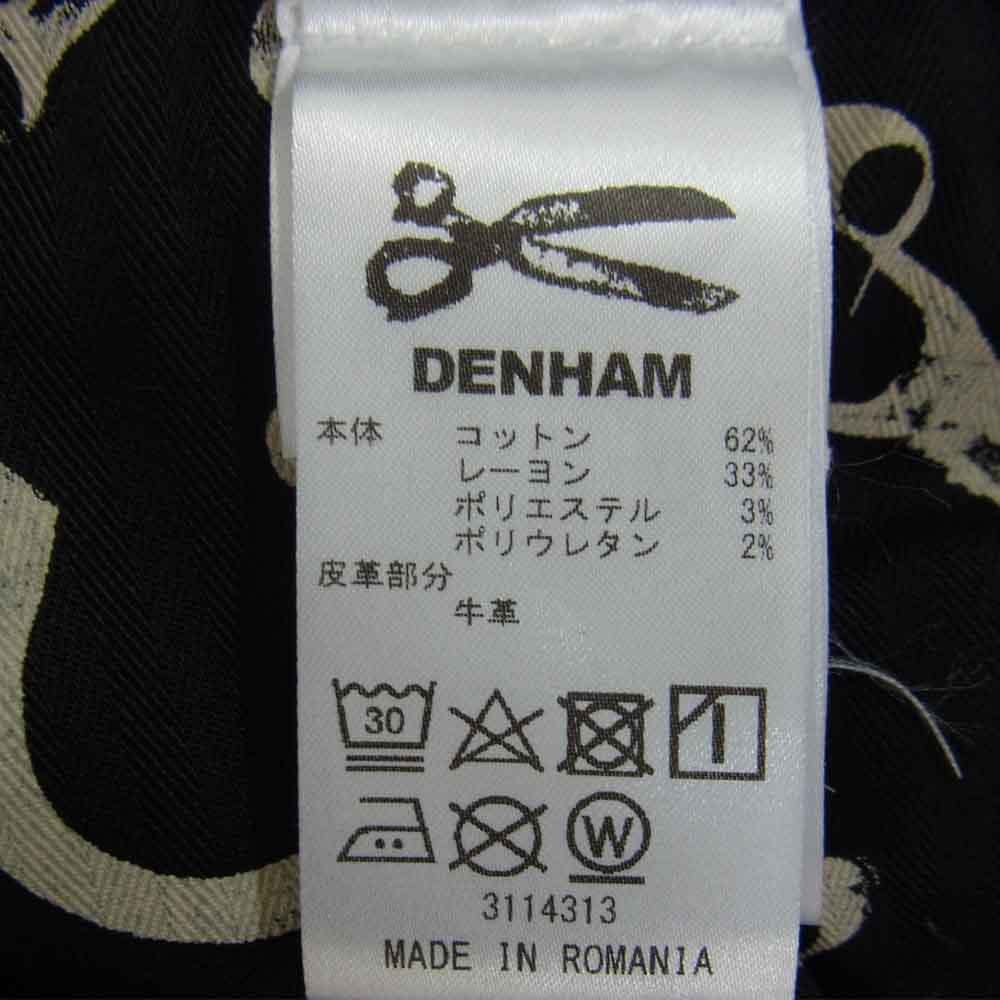 DENHAM
本体 コットン 62%
レーヨン 33%
ポリエステル 3%
ポリウレタン 2%
皮革部分
牛革
30
W
3114313
MADE IN ROMANIA